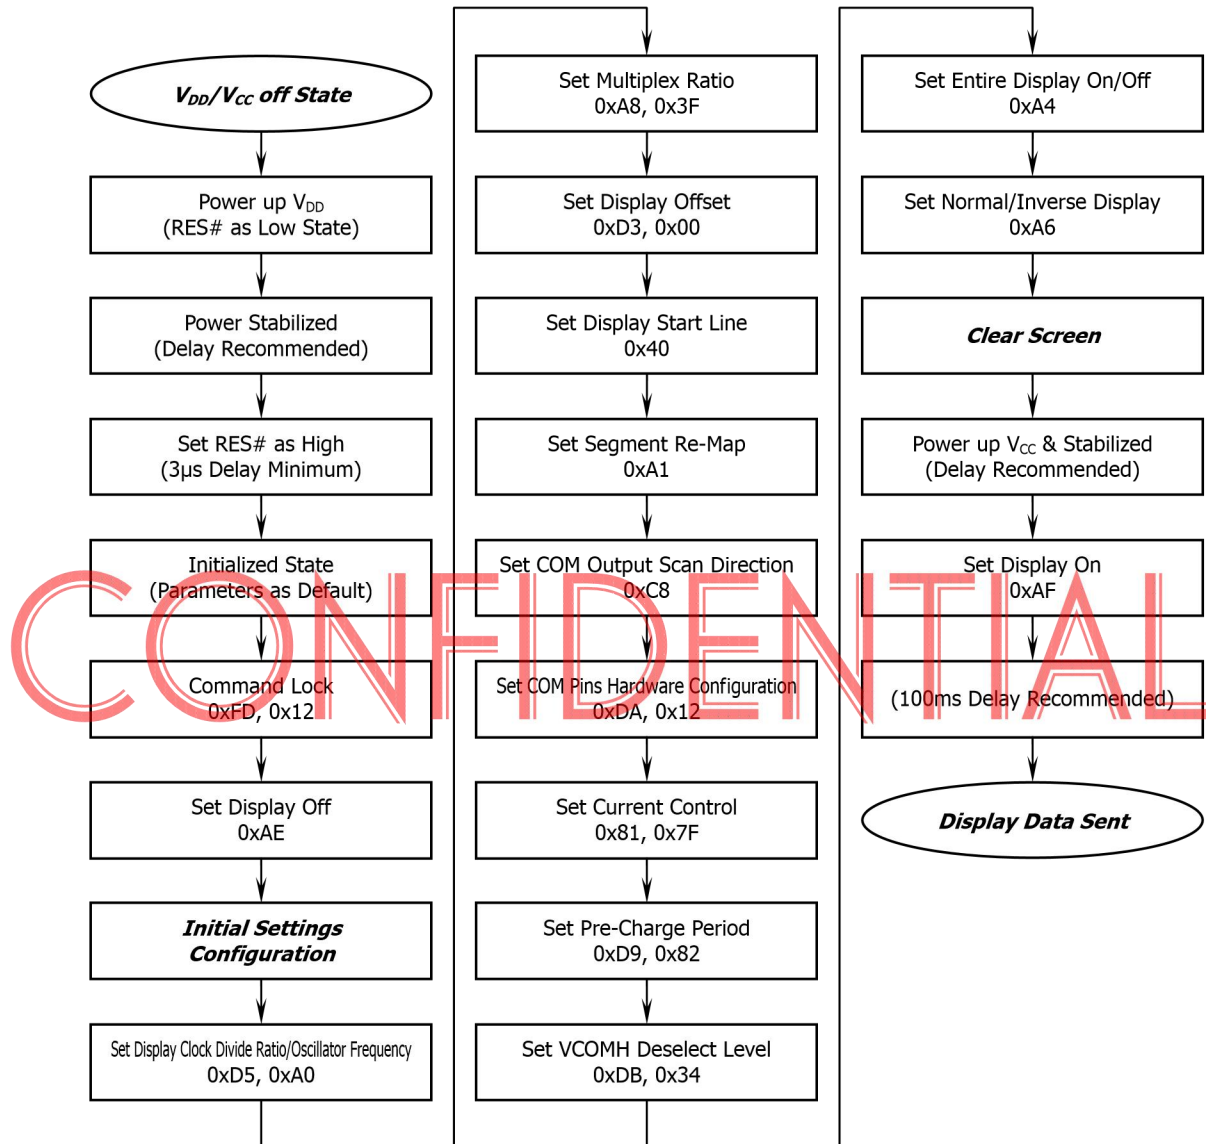 V_DD/V_CC off State
Power up V_DD
(RES# as Low State)
Power Stabilized
(Delay Recommended)
Set RES# as High
(3µs Delay Minimum)
Initialized State
(Parameters as Default)
Command Lock
0xFD, 0x12
Set Display Off
0xAE
Initial Settings
Configuration
Set Display Clock Divide Ratio/Oscillator Frequency
0xD5, 0xA0
Set Multiplex Ratio
0xA8, 0x3F
Set Display Offset
0xD3, 0x00
Set Display Start Line
0x40
Set Segment Re-Map
0xA1
Set COM Output Scan Direction
0xC8
Set COM Pins Hardware Configuration
0xDA, 0x12
Set Current Control
0x81, 0x7F
Set Pre-Charge Period
0xD9, 0x82
Set VCOMH Deselect Level
0xDB, 0x34
Set Entire Display On/Off
0xA4
Set Normal/Inverse Display
0xA6
Clear Screen
Power up V_CC & Stabilized
(Delay Recommended)
Set Display On
0xAF
(100ms Delay Recommended)
Display Data Sent
CONFIDENTIAL